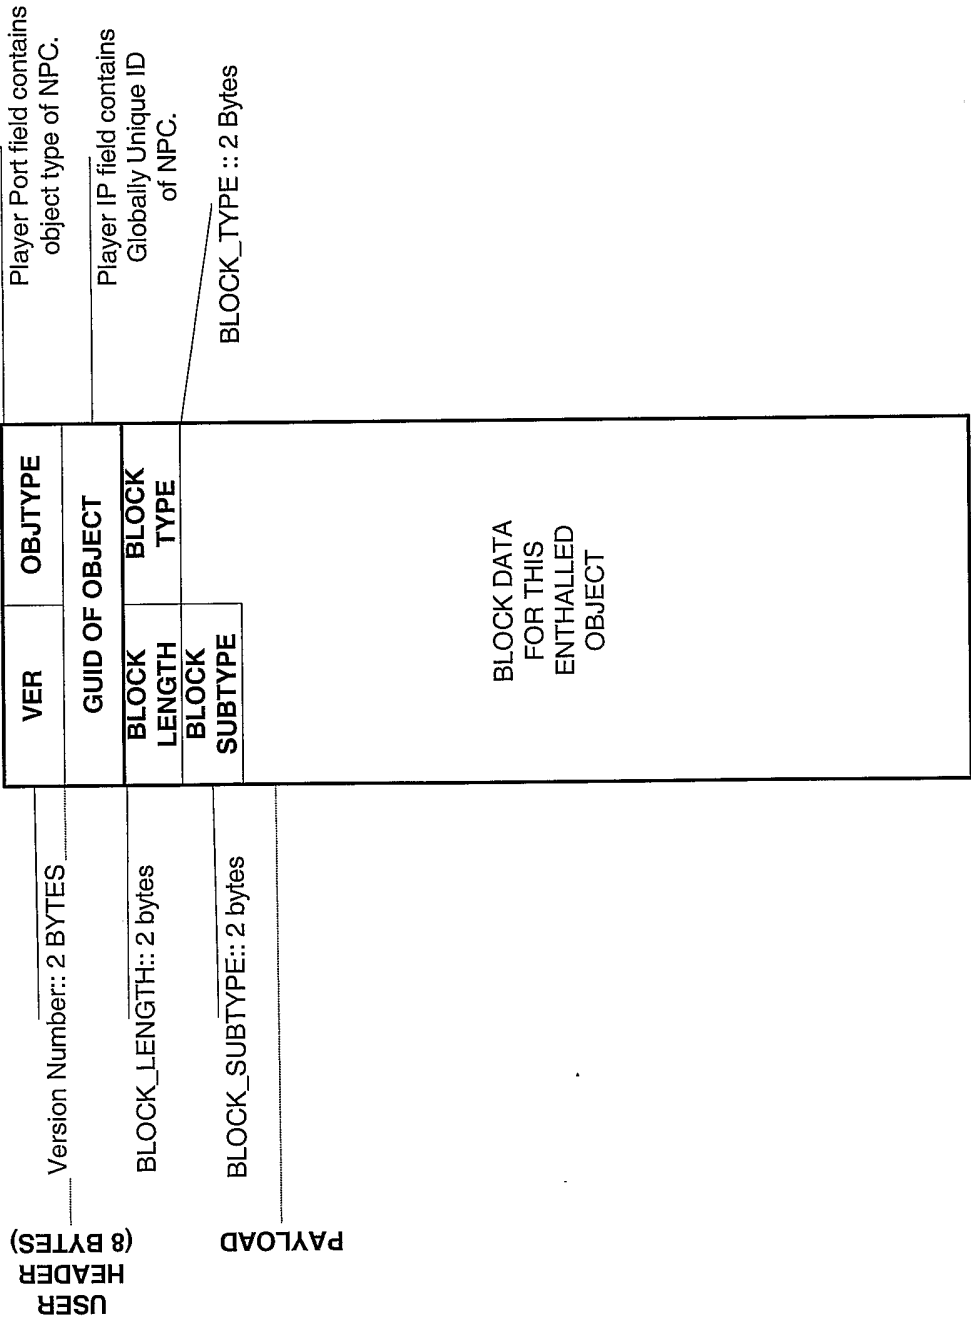 USER
HEADER
(8 BYTES)
PAYLOAD
Version Number:: 2 BYTES
BLOCK_LENGTH:: 2 bytes
BLOCK_SUBTYPE:: 2 bytes
VER
OBJTYPE
GUID OF OBJECT
BLOCK
LENGTH
BLOCK
TYPE
BLOCK
SUBTYPE
BLOCK DATA
FOR THIS
ENTHALLED
OBJECT
Player Port field contains
object type of NPC.
Player IP field contains
Globally Unique ID
of NPC.
BLOCK_TYPE :: 2 Bytes